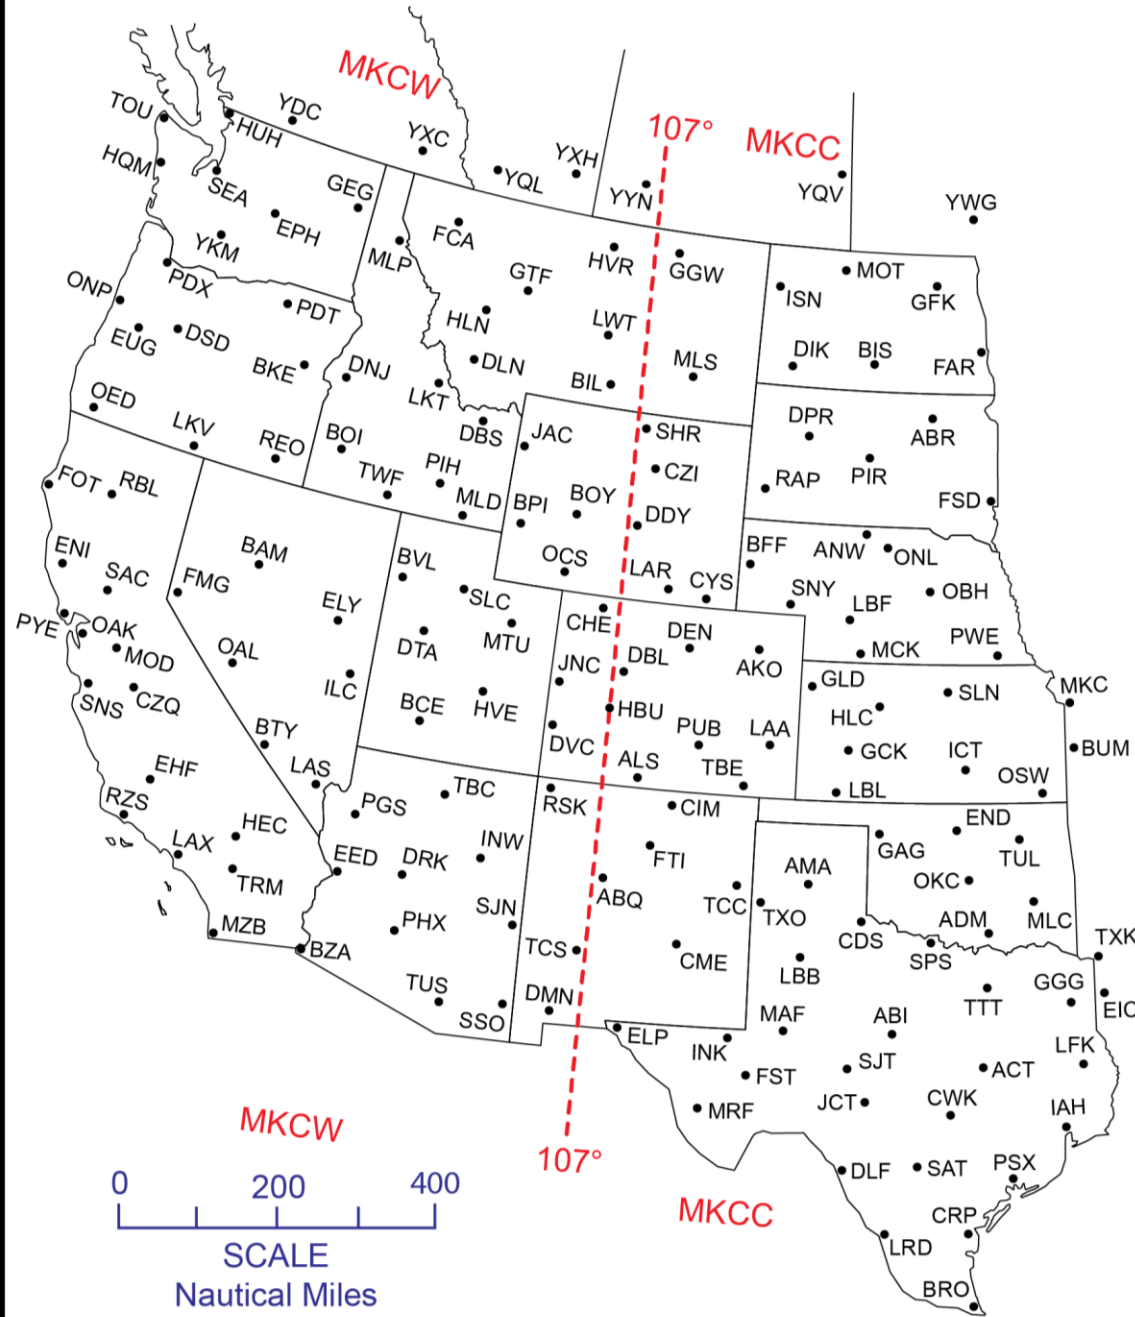 MKCW
107°
MKCC
TOU
HUH
YDC
YXC
YXH
YQL
YYN
YQV
YWG
HQM
SEA
GEG
EPH
YKM
MLP
FCA
GTF
HVR
GGW
ISN
MOT
GFK
PDX
ONP
PDT
HLN
LWT
EUG
DSD
BKE
DNJ
DLN
LKT
BIL
MLS
DIK
BIS
FAR
OED
LKV
REO
BOI
TWF
PIH
DBS
MLD
JAC
SHR
CZI
DPR
ABR
RAP
PIR
FSD
FOT
RBL
BPI
BOY
DDY
BFF
ANW
ONL
ENI
SAC
FMG
BAM
ELY
BVL
SLC
MTU
OCS
LAR
CYS
SNY
LBF
OBH
PYE
OAK
MOD
OAL
ILC
DTA
CHE
DEN
AKO
MCK
PWE
SNS
CZQ
BTY
BCE
HVE
JNC
DBL
HBU
GLD
HLC
SLN
MKC
DVC
PUB
LAA
GCK
ICT
BUM
EHF
LAS
ALS
TBE
LBL
OSW
RZS
PGS
TBC
RSK
CIM
LAX
HEC
TRM
EED
DRK
INW
FTI
GAG
END
TUL
ABQ
TCC
AMA
TXO
OKC
MLC
MZB
BZA
PHX
SJN
TCS
CME
CDS
LBB
SPS
ADM
TXK
TUS
SSO
DMN
ELP
INK
MAF
ABI
TTT
GGG
EIC
FST
SJT
ACT
LFK
MRF
JCT
CWK
IAH
MKCW
107°
MKCC
DLF
SAT
PSX
LRD
CRP
BRO
0 200 400
SCALE
Nautical Miles